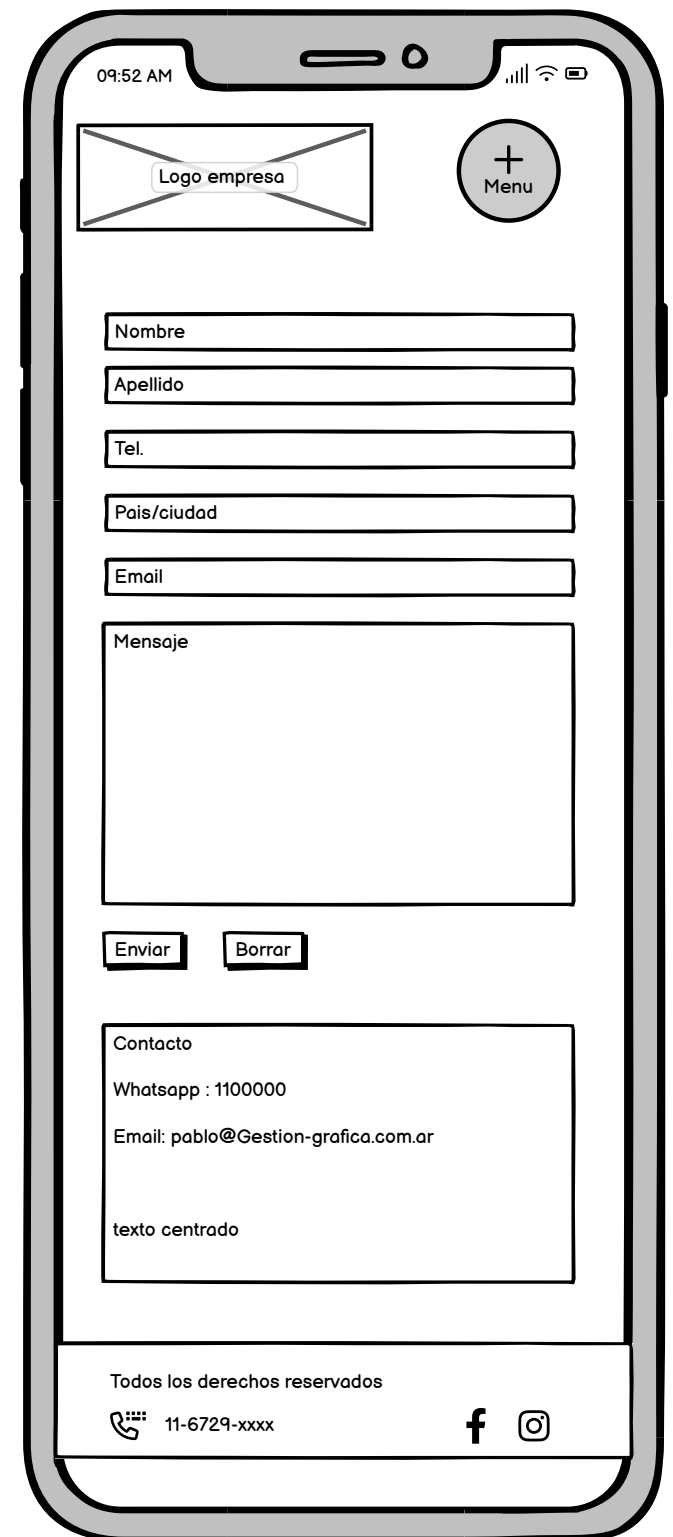 09:52 AM
Logo empresa
Menu
Nombre
Apellido
Tel.
Pais/ciudad
Email
Mensaje
Enviar
Borrar
Contacto
Whatsapp : 1100000
Email: pablo@Gestion-grafica.com.ar
texto centrado
Todos los derechos reservados
11-6729-xxxx